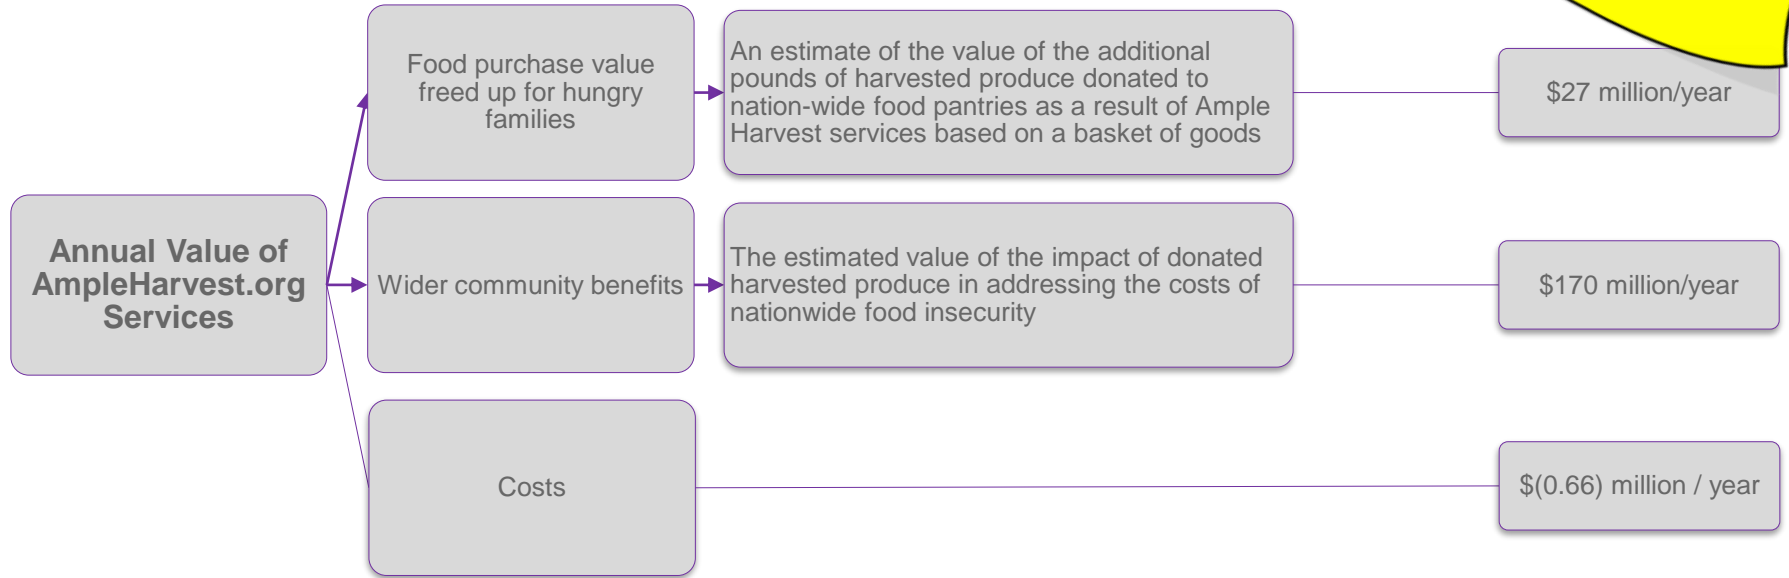 Food purchase value
freed up for hungry
families
An estimate of the value of the additional
pounds of harvested produce donated to
nation-wide food pantries as a result of Ample
Harvest services based on a basket of goods
$27 million/year
Annual Value of
AmpleHarvest.org
Services
Wider community benefits
The estimated value of the impact of donated
harvested produce in addressing the costs of
nationwide food insecurity
$170 million/year
Costs
$(0.66) million / year